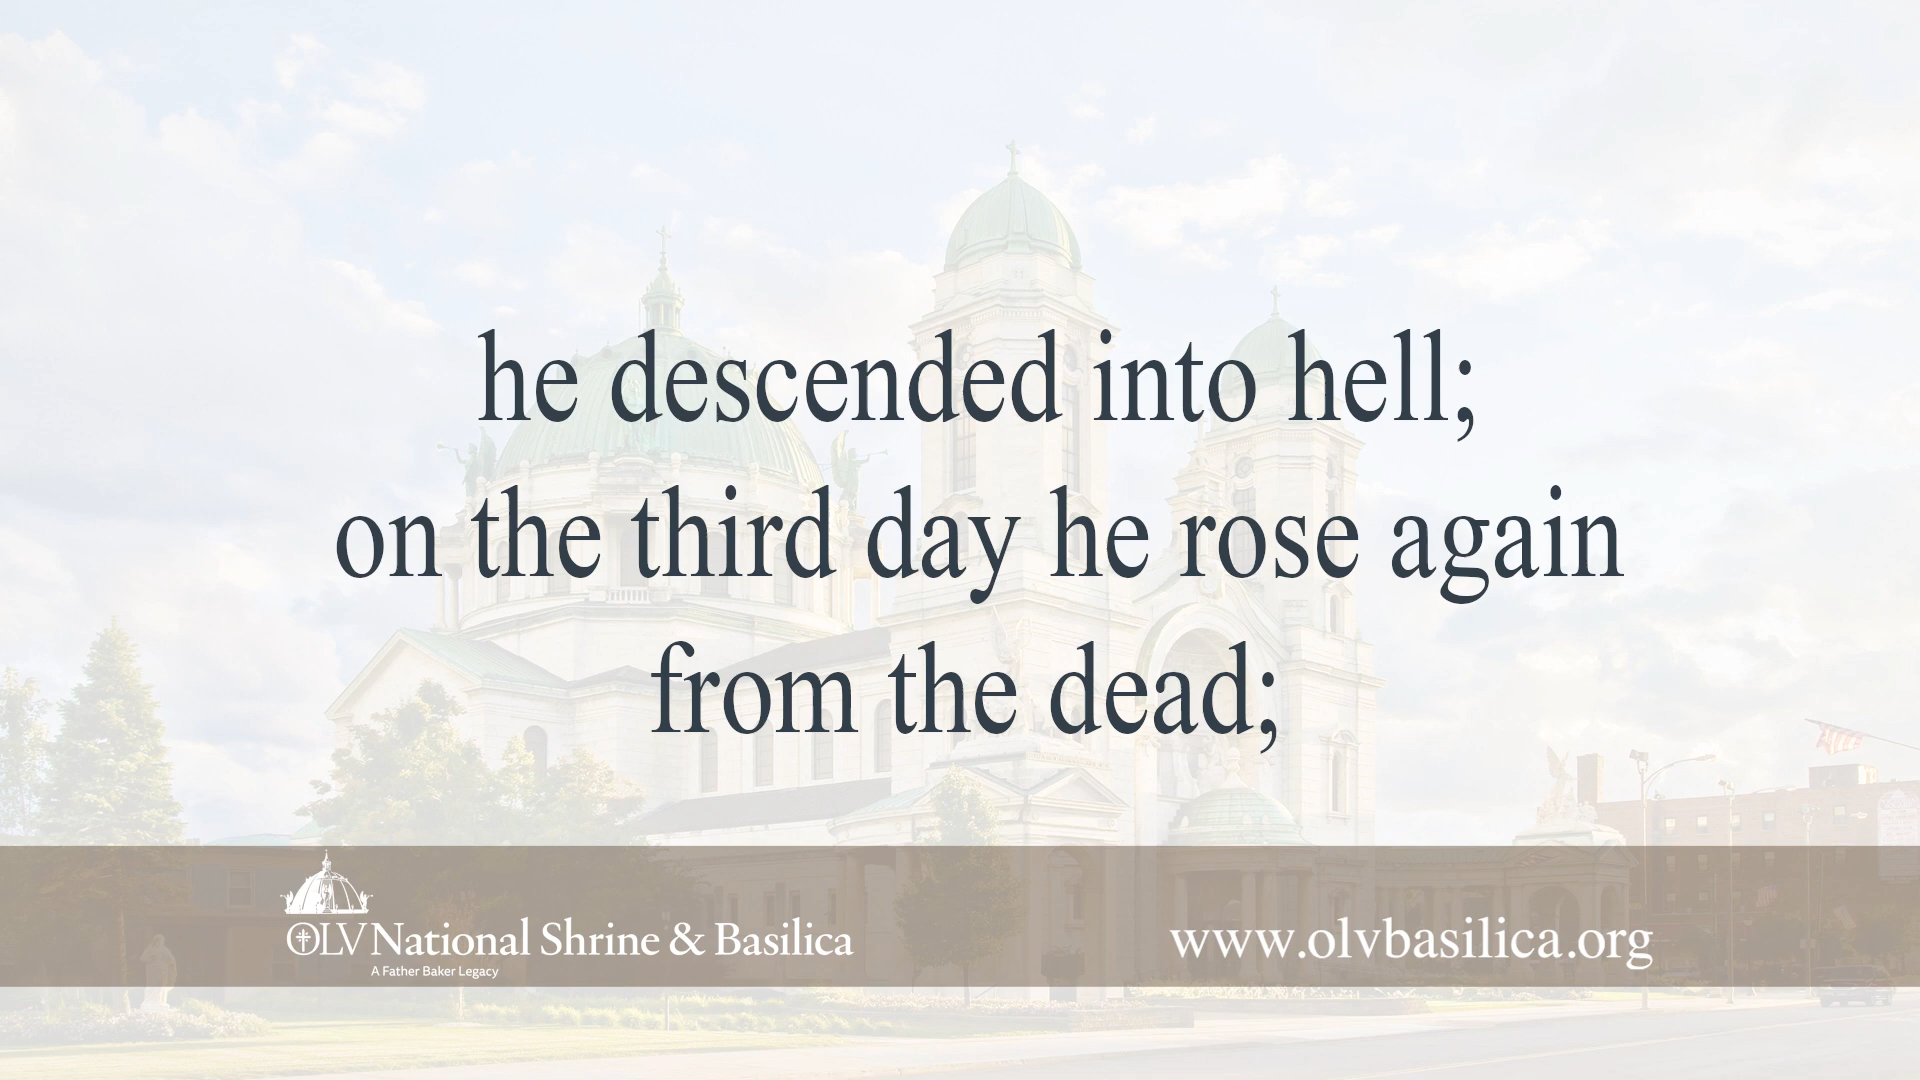 he descended into hell;
on the third day he rose again
from the dead;
OLV National Shrine & Basilica
A Father Baker Legacy
www.olvbasilica.org